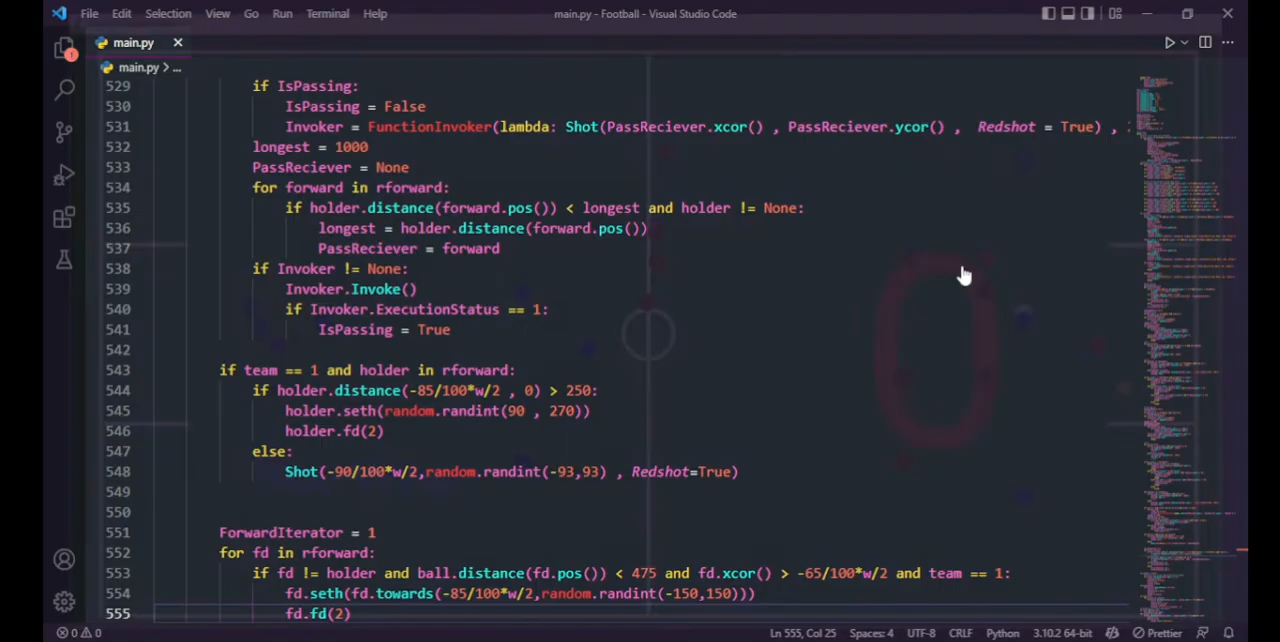 File Edit Selection View Go Run Terminal Help main.py - Football - Visual Studio Code
main.py
main.py > ...
529 if IsPassing:
530 IsPassing = False
531 Invoker = FunctionInvoker(lambda: Shot(PassReciever.xcor() , PassReciever.ycor() , Redshot = True) ,
532 longest = 1000
533 PassReciever = None
534 for forward in rforward:
535 if holder.distance(forward.pos()) < longest and holder != None:
536 longest = holder.distance(forward.pos())
537 PassReciever = forward
538 if Invoker != None:
539 Invoker.Invoke()
540 if Invoker.ExecutionStatus == 1:
541 IsPassing = True
542
543 if team == 1 and holder in rforward:
544 if holder.distance(-85/100*w/2 , 0) > 250:
545 holder.seth(random.randint(90 , 270))
546 holder.fd(2)
547 else:
548 Shot(-90/100*w/2,random.randint(-93,93) , Redshot=True)
549
550
551 ForwardIterator = 1
552 for fd in rforward:
553 if fd != holder and ball.distance(fd.pos()) < 475 and fd.xcor() > -65/100*w/2 and team == 1:
554 fd.seth(fd.towards(-85/100*w/2,random.randint(-150,150)))
555 fd.fd(2)
0 0 Ln 555, Col 25 Spaces: 4 UTF-8 CRLF Python 3.10.2 64-bit Prettier